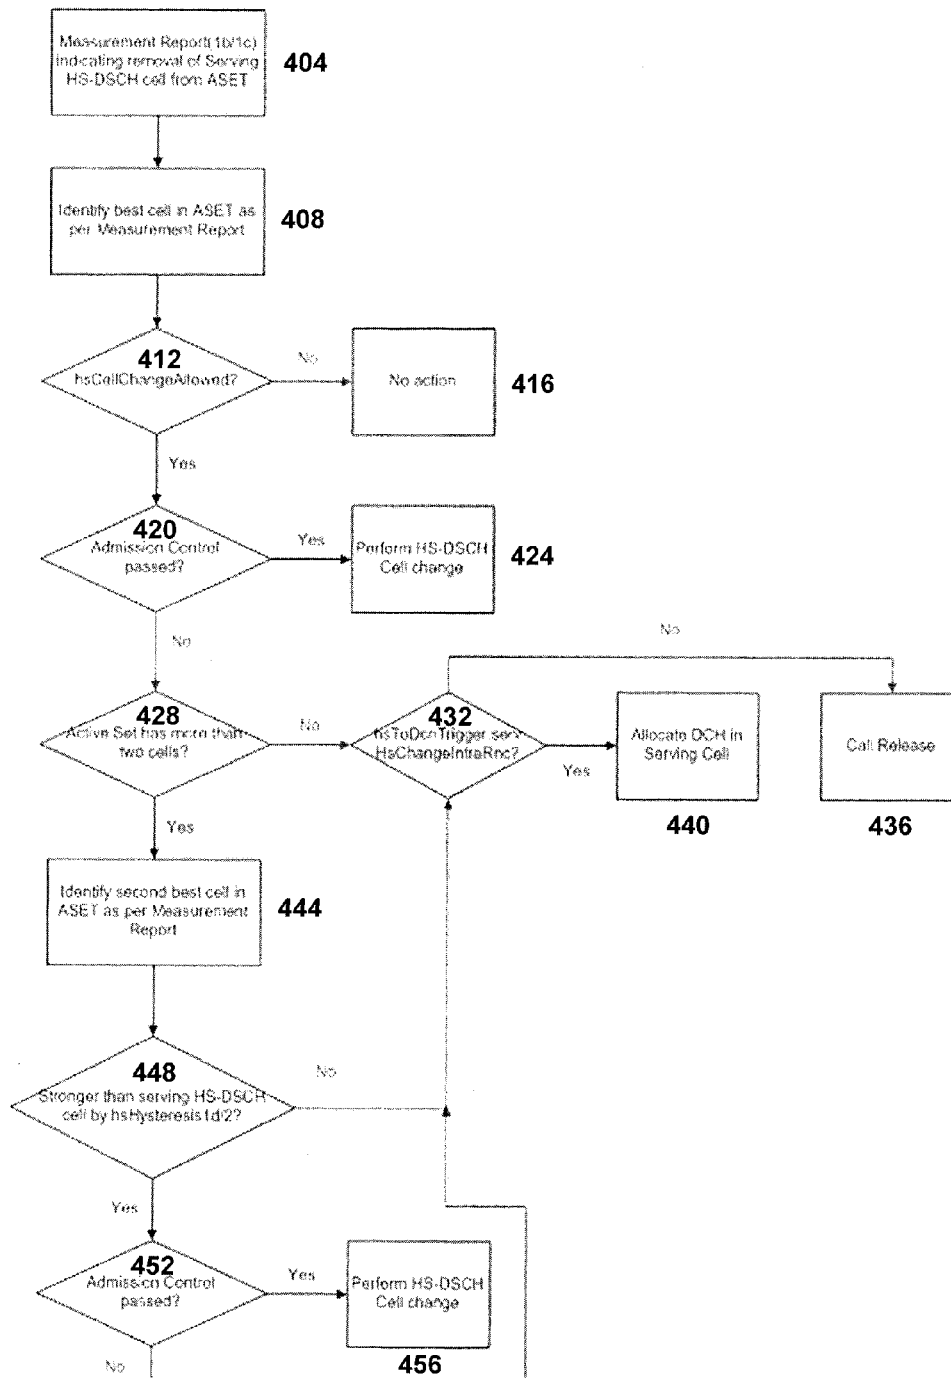 Measurement Report(1b/1c)
indicating removal of Serving
HS-DSCH cell from ASET
404
Identify best cell in ASET as
per Measurement Report
408
412
hsCellChangeAllowed?
No
No action
416
Yes
420
Admission Control
passed?
Yes
Perform HS-DSCH
Cell change
424
No
No
428
Active Set has more than
two cells?
No
432
hsToDchTrigger serv
HsChangeIntraRnc?
Yes
Allocate DCH in
Serving Cell
440
Call Release
436
Yes
Identify second best cell in
ASET as per Measurement
Report
444
448
Stronger than serving HS-DSCH
cell by hsHysteresis1d/2?
No
Yes
452
Admission Control
passed?
Yes
Perform HS-DSCH
Cell change
456
No